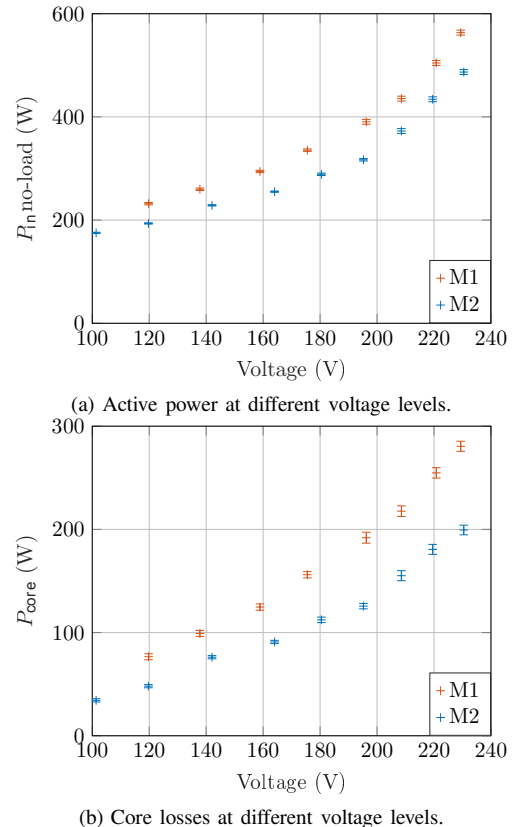 600
400
200
0
P_in no-load (W)
100 120 140 160 180 200 220 240
Voltage (V)
M1
M2
(a) Active power at different voltage levels.
300
200
100
0
P_core (W)
100 120 140 160 180 200 220 240
Voltage (V)
M1
M2
(b) Core losses at different voltage levels.